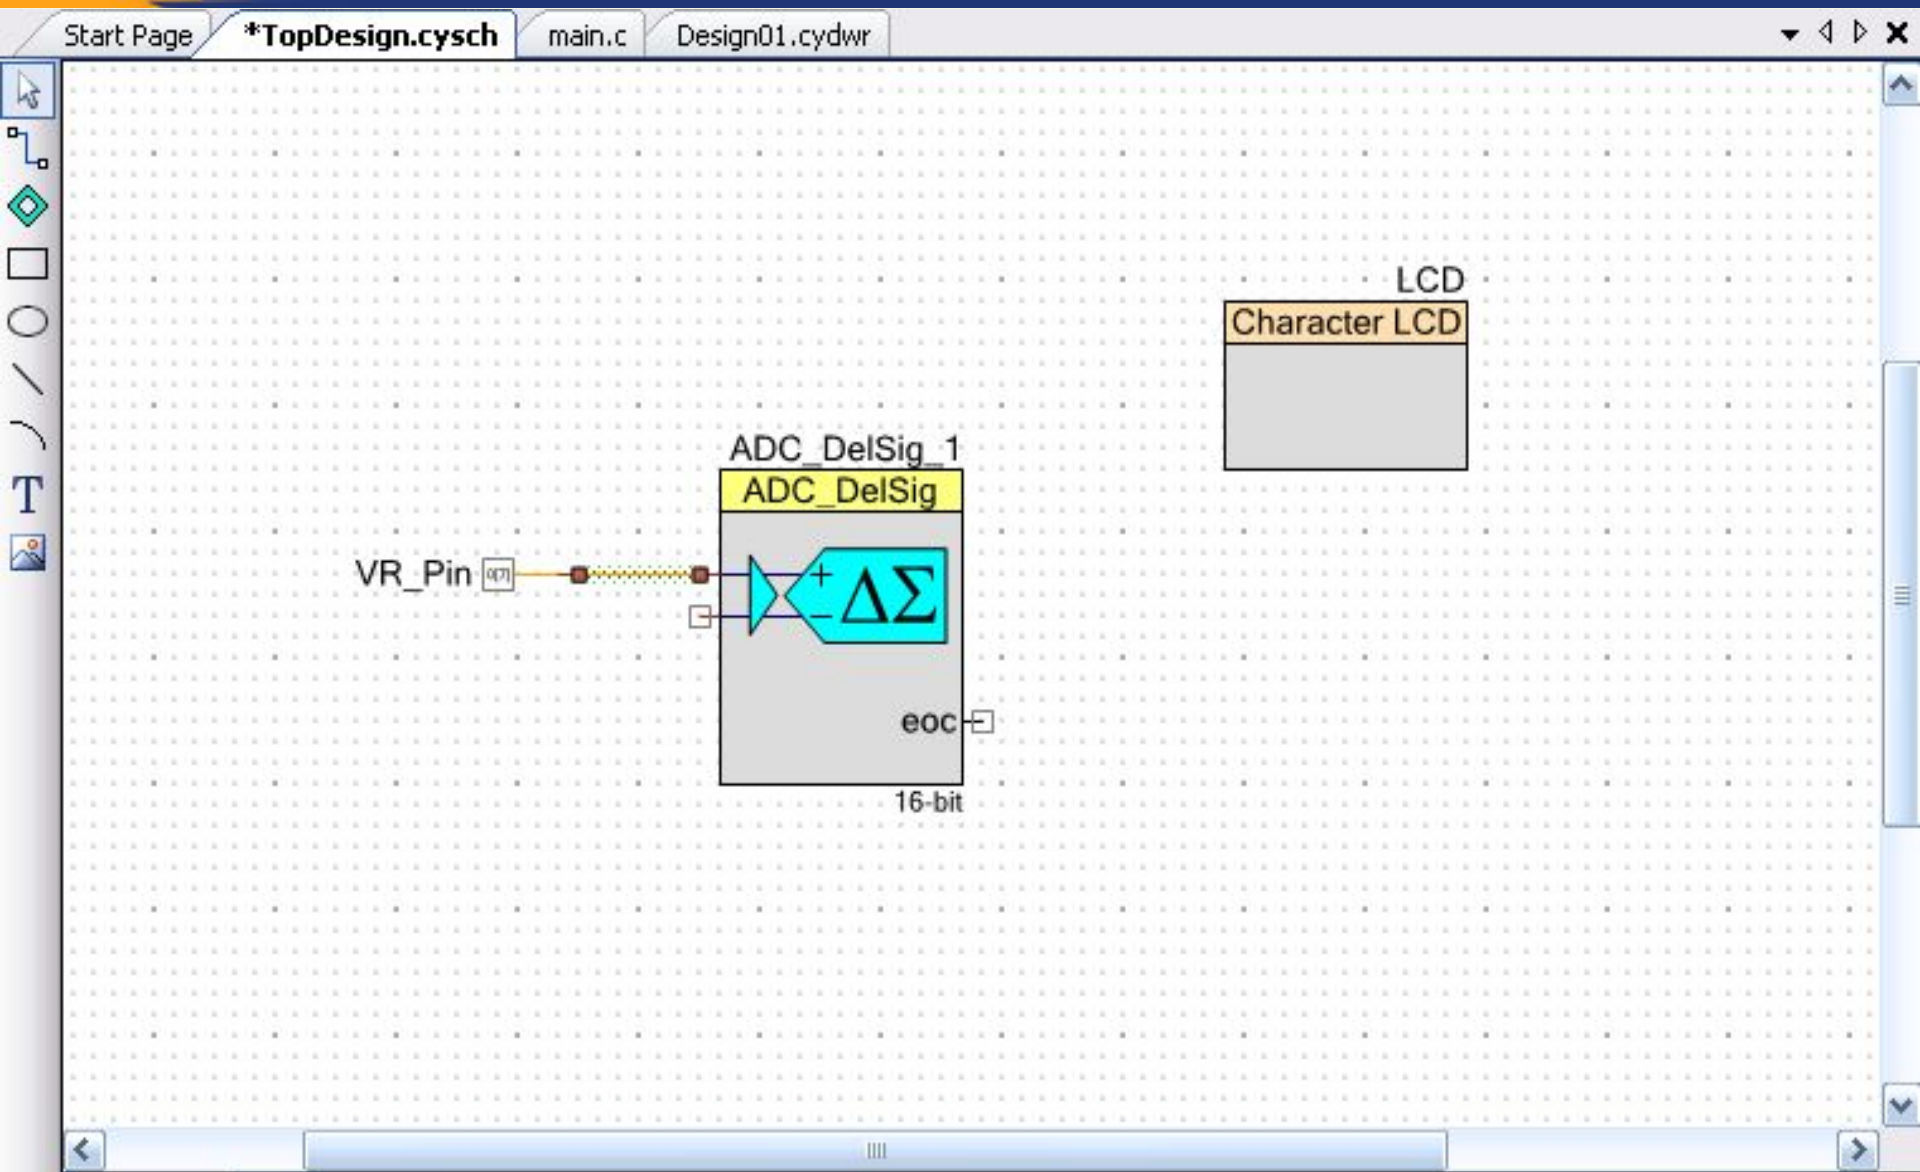 Start Page *TopDesign.cysch main.c Design01.cydwr
T
LCD
Character LCD
ADC_DelSig_1
ADC_DelSig
VR_Pin
+ ΔΣ
−
eoc
16-bit